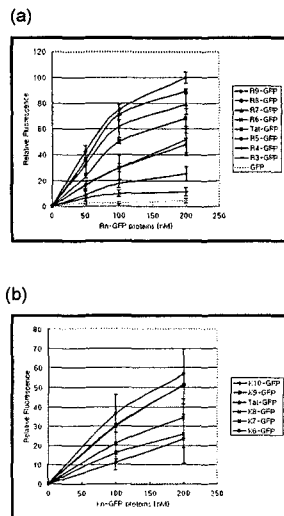 (a)
120
100
80
60
40
20
0
Relative Fluorescence
0 50 100 150 200 250
Rn-GFP proteins [nM]
R9-GFP
R8-GFP
R7-GFP
R6-GFP
Tat-GFP
R5-GFP
R4-GFP
R3-GFP
GFP
(b)
80
70
60
50
40
30
20
10
0
Relative Fluorescence
0 50 100 150 200 250
-GFP proteins [nM]
K10-GFP
K9-GFP
Tat-GFP
K8-GFP
K7-GFP
K6-GFP